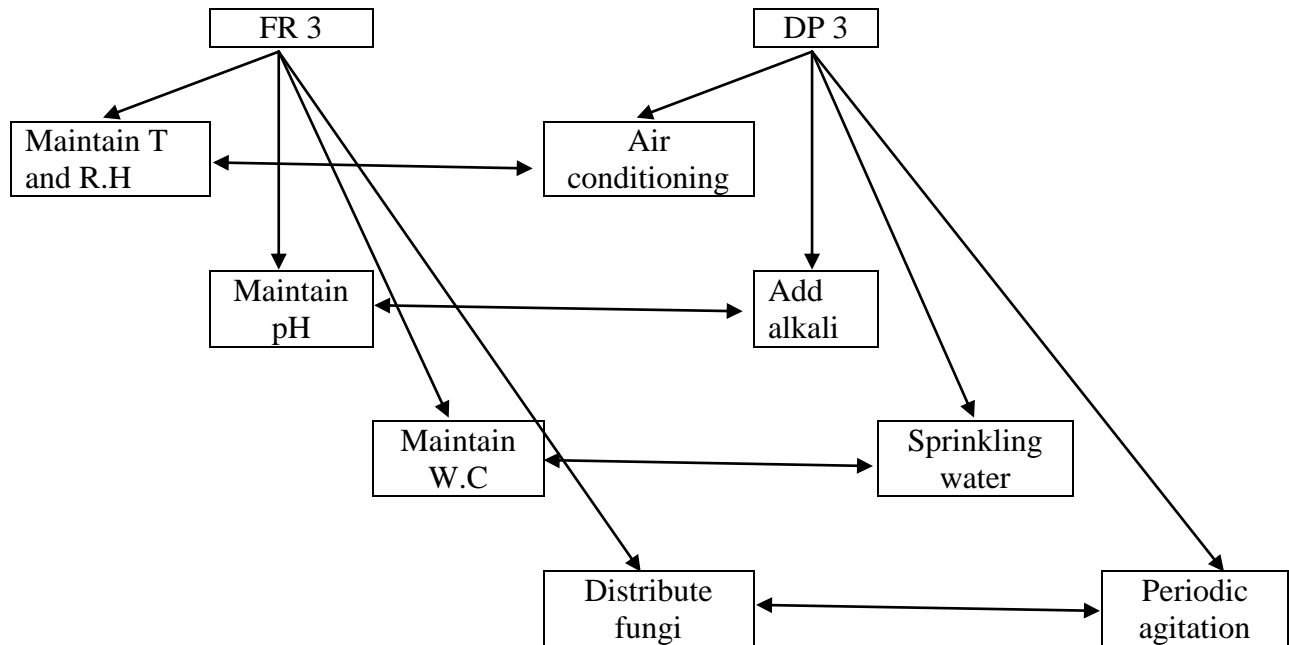 FR 3
DP 3
Maintain T
and R.H
Air
conditioning
Maintain
pH
Add
alkali
Maintain
W.C
Sprinkling
water
Distribute
fungi
Periodic
agitation